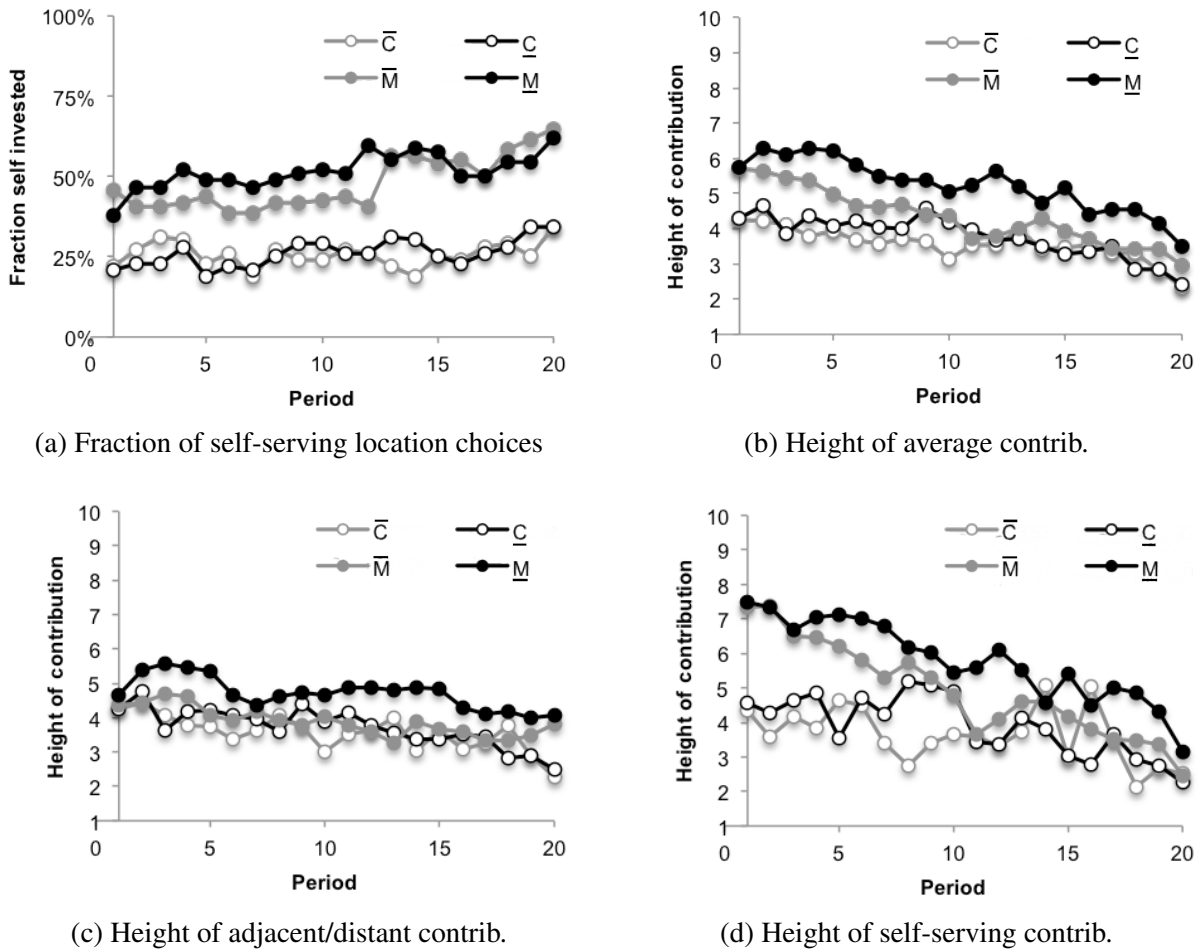 100%
75%
50%
25%
0%
Fraction self invested
C̅ C̲
M̅ M̲
0 5 10 15 20
Period
(a) Fraction of self-serving location choices
10
9
8
7
6
5
4
3
2
1
Height of contribution
C̅ C̲
M̅ M̲
0 5 10 15 20
Period
(b) Height of average contrib.
10
9
8
7
6
5
4
3
2
1
Height of contribution
C̅ C̲
M̅ M̲
0 5 10 15 20
Period
(c) Height of adjacent/distant contrib.
10
9
8
7
6
5
4
3
2
1
Height of contribution
C̅ C̲
M̅ M̲
0 5 10 15 20
Period
(d) Height of self-serving contrib.